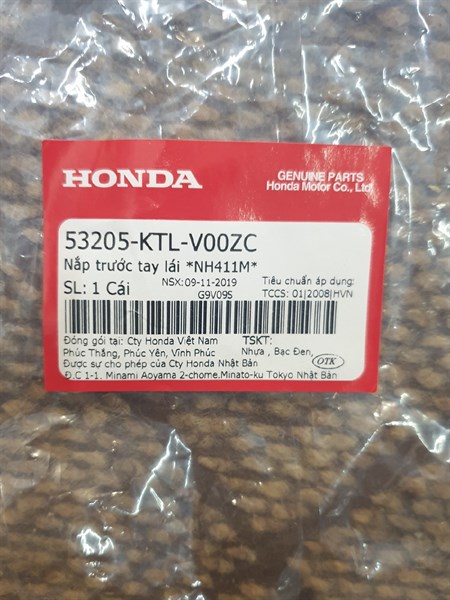 HONDA
GENUINE PARTS
Honda Motor Co., Ltd
53205-KTL-V00ZC
Nắp trước tay lái *NH411M*
SL: 1 Cái
NSX: 09-11-2019
G9V09S
Tiêu chuẩn áp dụng:
TCCS: 01|2008|HVN
Đóng gói tại: Cty Honda Việt Nam
Phúc Thắng, Phúc Yên, Vĩnh Phúc
TSKT:
Nhựa , Bạc Đen,
OTK
Được sự cho phép của Cty Honda Nhật Bản
Đ.C 1-1. Minami Aoyama 2-chome.Minato-ku Tokyo Nhật Bản